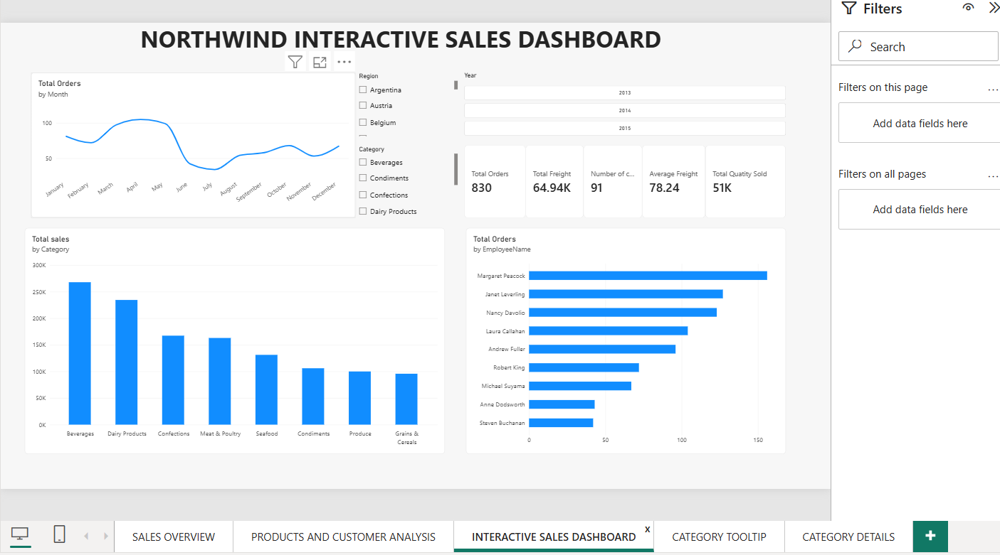 NORTHWIND INTERACTIVE SALES DASHBOARD
Total Orders
by Month
100
50
January
February
March
April
May
June
July
August
September
October
November
December
Region
Argentina
Austria
Belgium
Category
Beverages
Condiments
Confections
Dairy Products
Year
2013
2014
2015
Total Orders
830
Total Freight
64.94K
Number of c...
91
Average Freight
78.24
Total Quatity Sold
51K
Total sales
by Category
300K
250K
200K
150K
100K
50K
0K
Beverages
Dairy Products
Confections
Meat & Poultry
Seafood
Condiments
Produce
Grains &
Cereals
Total Orders
by EmployeeName
Margaret Peacock
Janet Leverling
Nancy Davolio
Laura Callahan
Andrew Fuller
Robert King
Michael Suyama
Anne Dodsworth
Steven Buchanan
0
50
100
150
Filters
Search
Filters on this page
Add data fields here
Filters on all pages
Add data fields here
SALES OVERVIEW
PRODUCTS AND CUSTOMER ANALYSIS
INTERACTIVE SALES DASHBOARD
x
CATEGORY TOOLTIP
CATEGORY DETAILS
+